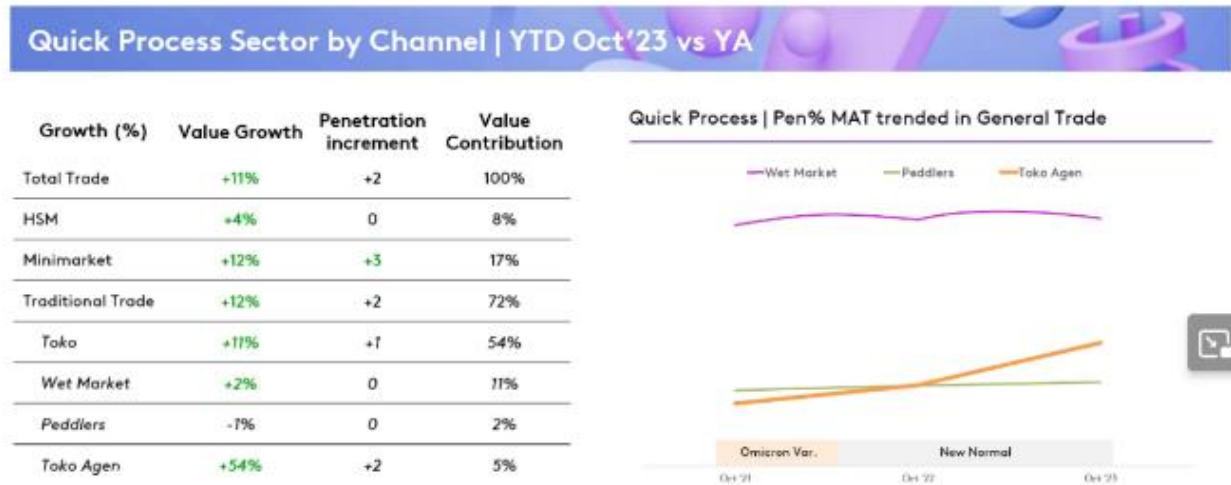 Quick Process Sector by Channel | YTD Oct'23 vs YA
Growth (%) Value Growth Penetration increment Value Contribution
Total Trade +11% +2 100%
HSM +4% 0 8%
Minimarket +12% +3 17%
Traditional Trade +12% +2 72%
Toko +11% +1 54%
Wet Market +2% 0 11%
Peddlers -1% 0 2%
Toko Agen +54% +2 5%
Quick Process | Pen% MAT trended in General Trade
Wet Market Peddlers Toko Agen
Omicron Var. New Normal
Oct '21 Oct '22 Oct '23